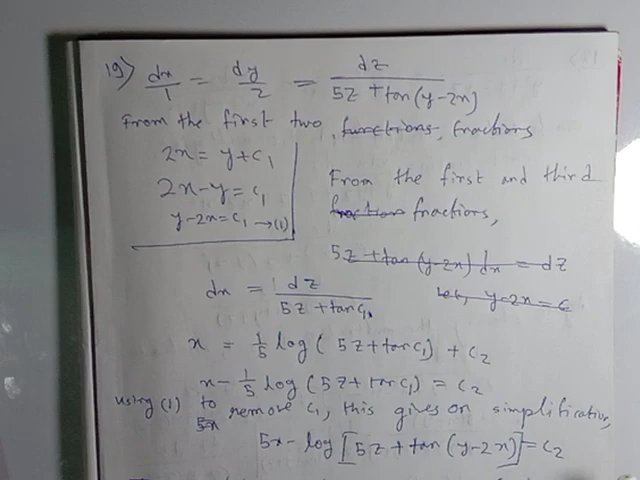 19) dx/1 = dy/2 = dz/(5z + tan(y-2x))
From the first two functions, fractions
2x = y + c₁
2x - y = c₁
y - 2x = c₁ → (1)
From the first and third
fractions fractions,
5z + tan(y-2x) dx = dz
let, y-2x = c
dx = dz/(5z + tan c₁)
x = 1/5 log( 5z + tan c₁) + c₂
x - 1/5 log (5z + tan c₁) = c₂
using (1) to remove c₁, this gives on simplification,
5x - log [5z + tan (y-2x)] = c₂